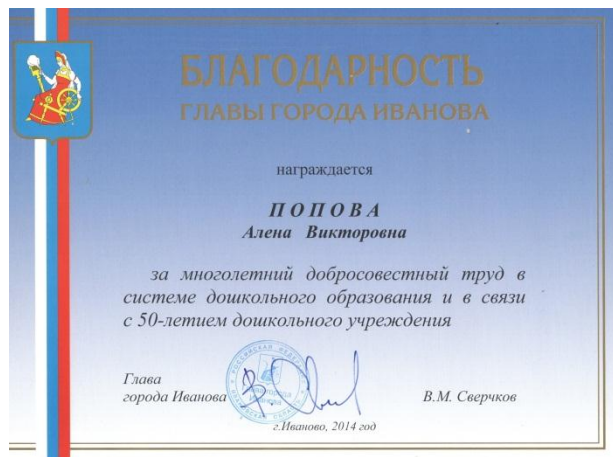 БЛАГОДАРНОСТЬ
ГЛАВЫ ГОРОДА ИВАНОВА
награждается
ПОПОВА
Алена Викторовна
за многолетний добросовестный труд в
системе дошкольного образования и в связи
с 50-летием дошкольного учреждения
Глава
города Иванова
В.М. Сверчков
г.Иваново, 2014 год